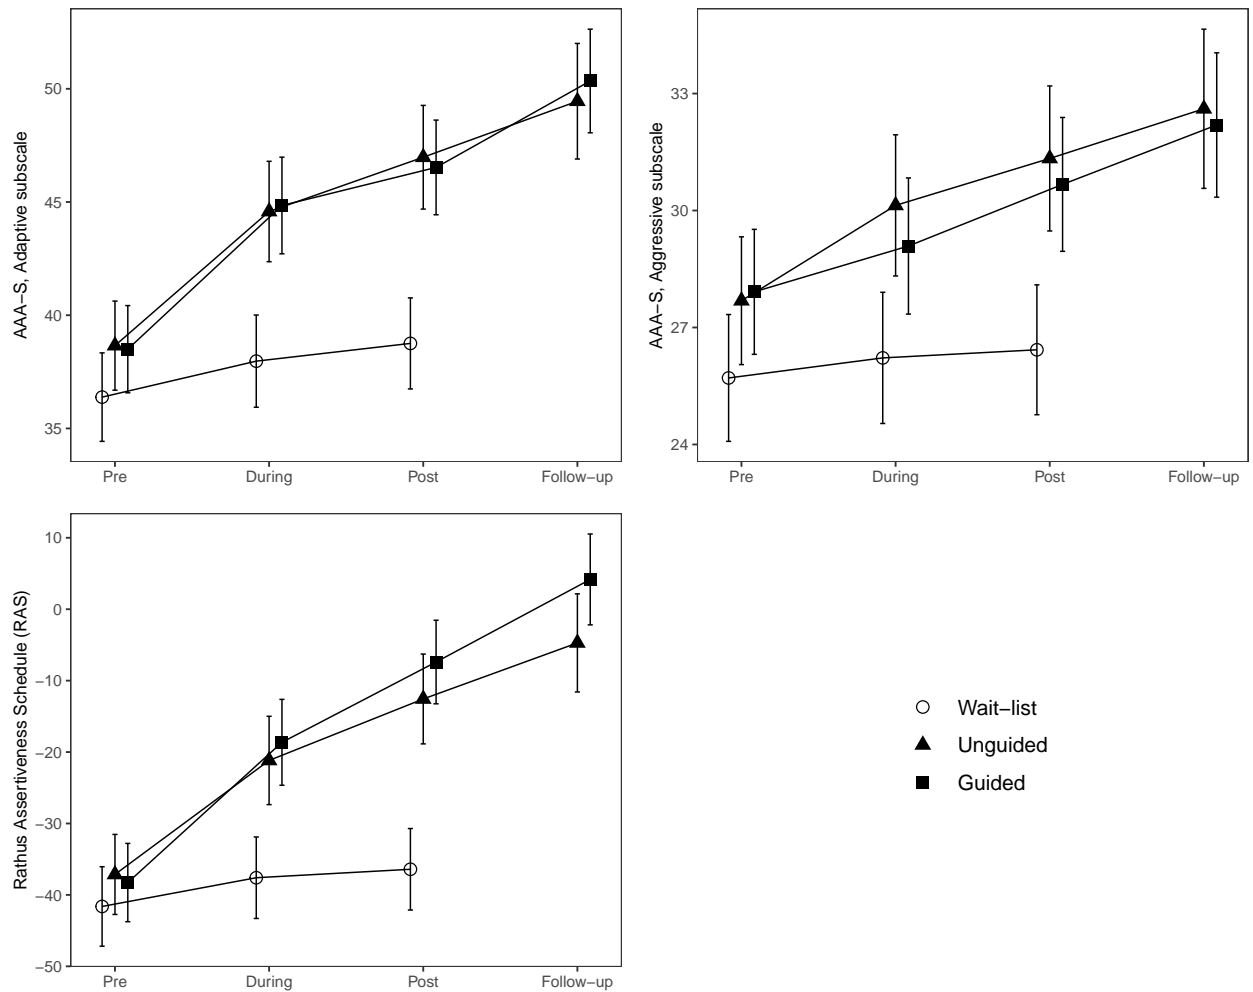 AAA−S, Adaptive subscale
50
45
40
35
Pre During Post Follow−up
AAA−S, Aggressive subscale
33
30
27
24
Pre During Post Follow−up
Rathus Assertiveness Schedule (RAS)
10
0
−10
−20
−30
−40
−50
Pre During Post Follow−up
Wait−list
Unguided
Guided